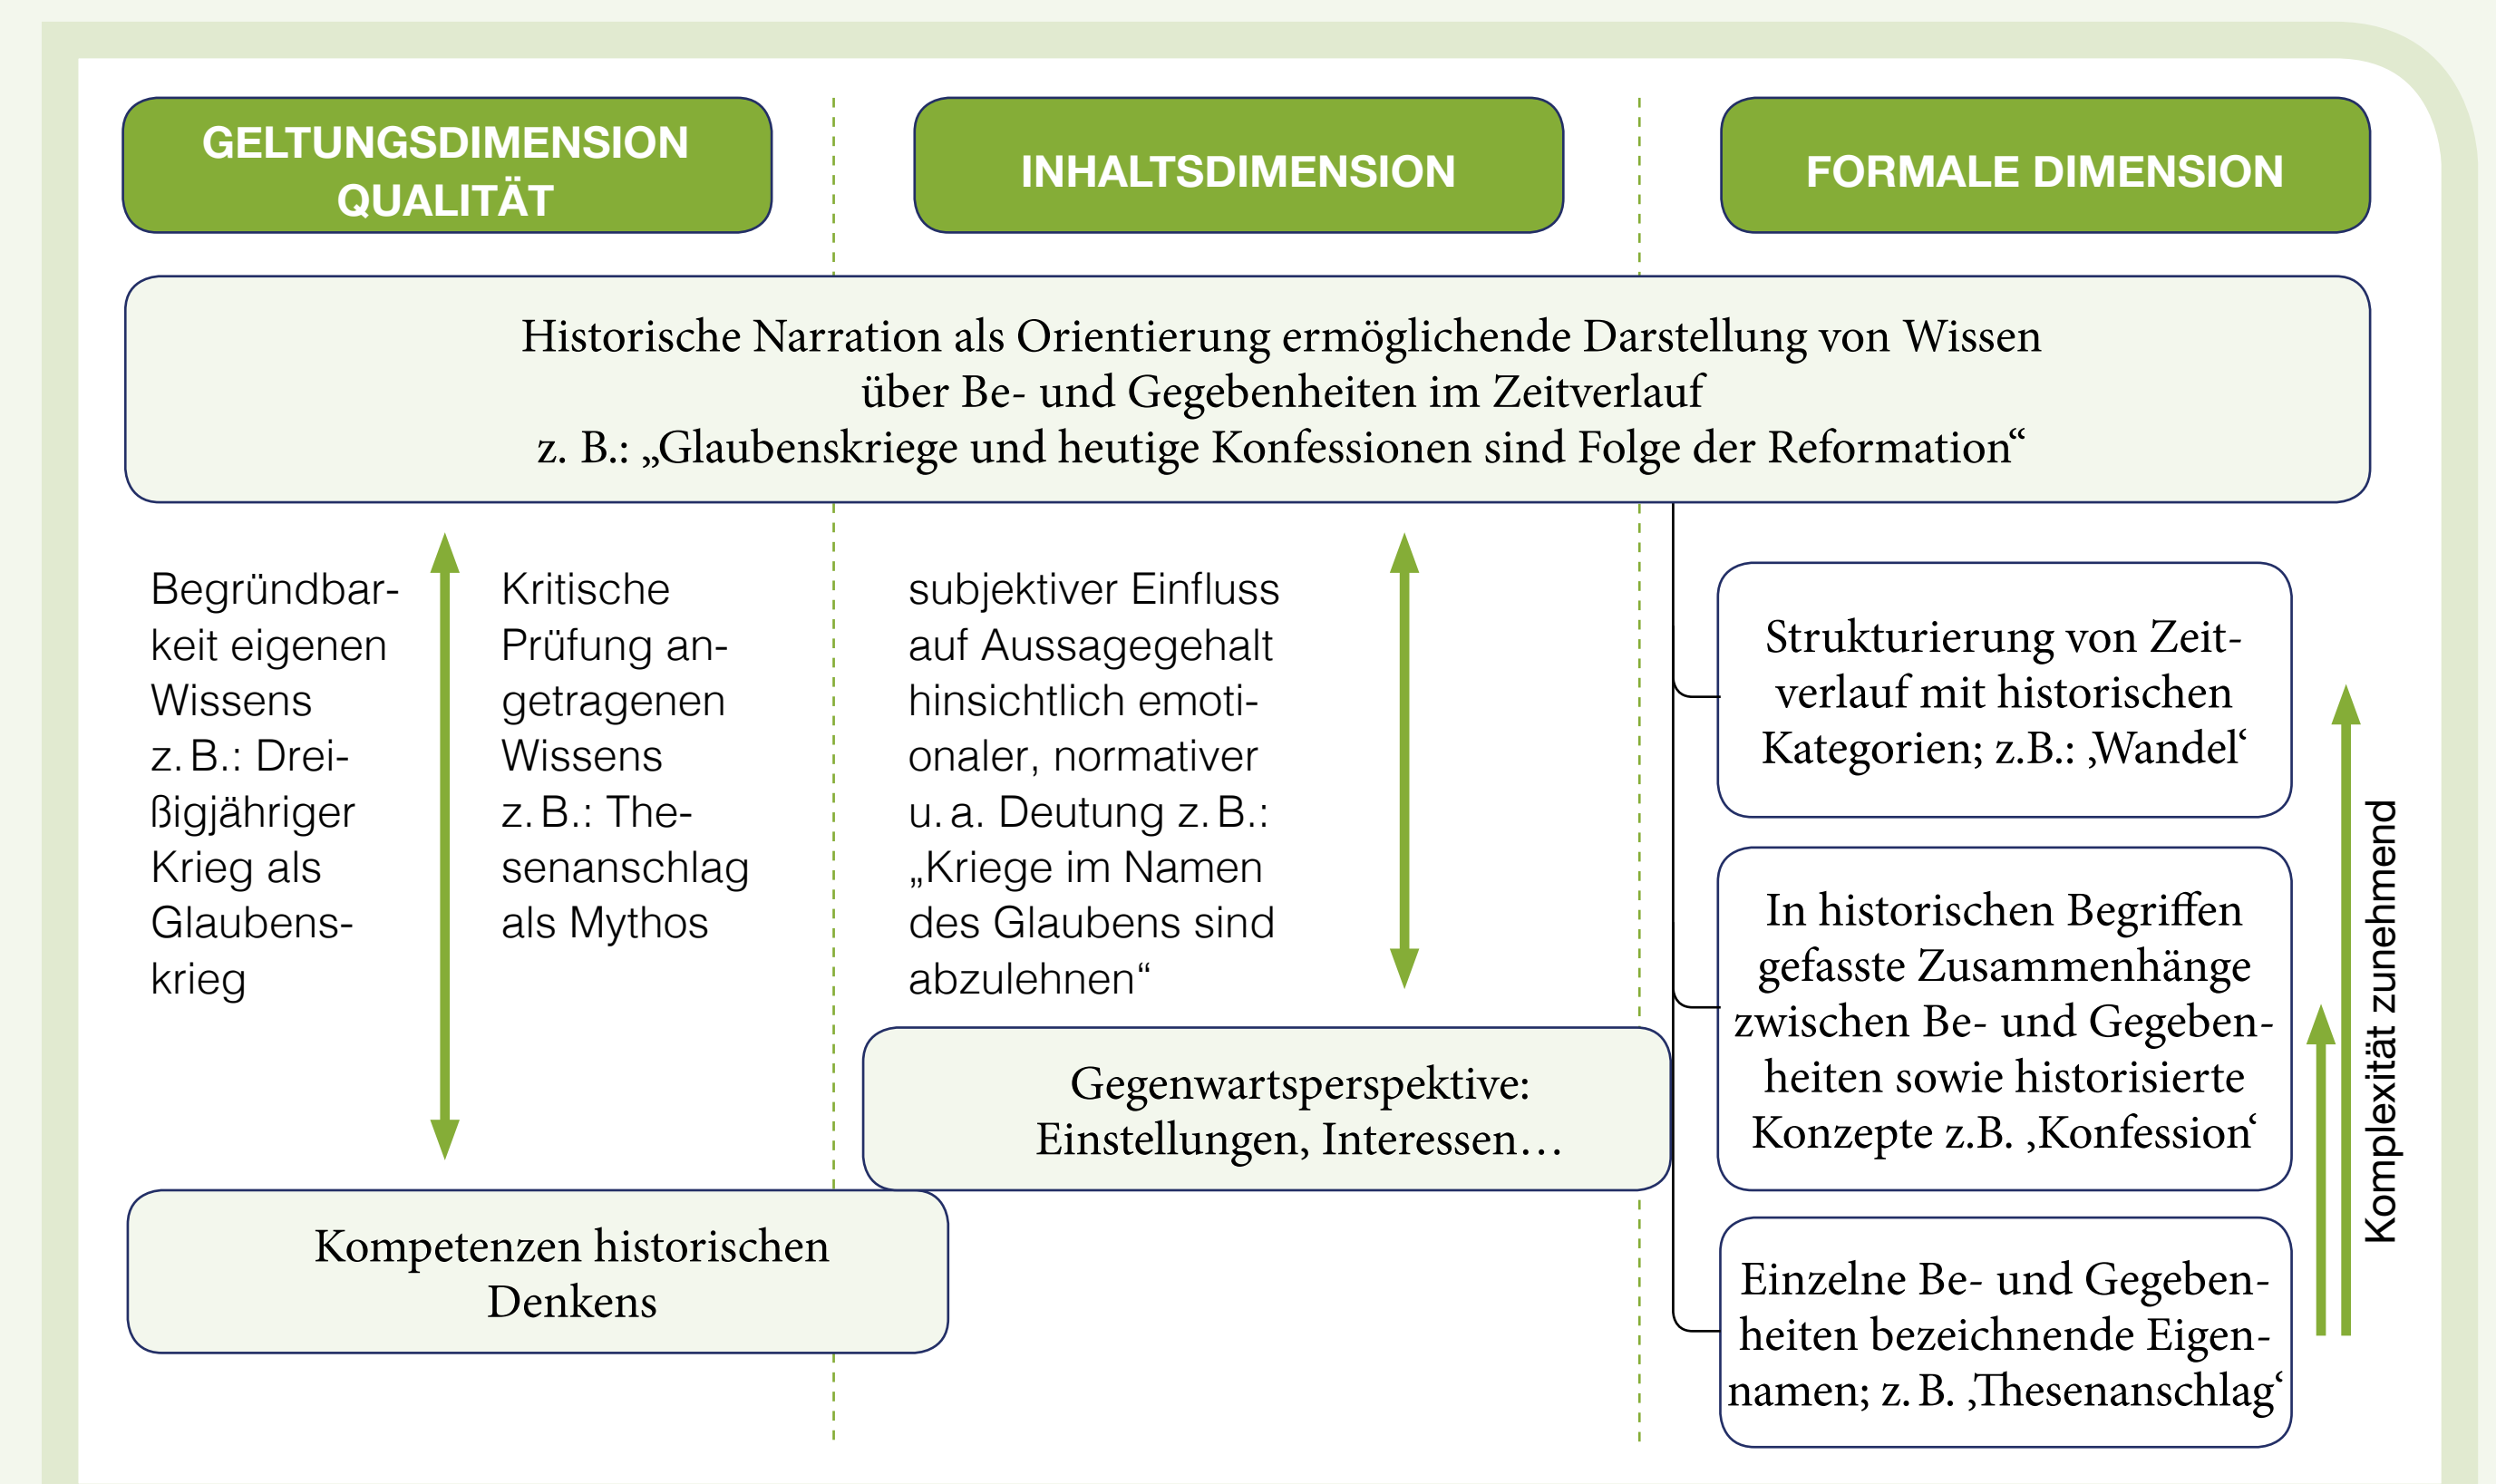 GELTUNGSDIMENSION
QUALITÄT
INHALTSDIMENSION
FORMALE DIMENSION
Historische Narration als Orientierung ermöglichende Darstellung von Wissen
über Be- und Gegebenheiten im Zeitverlauf
z. B.: „Glaubenskriege und heutige Konfessionen sind Folge der Reformation“
Begründbar-
keit eigenen
Wissens
z. B.: Drei-
ßigjähriger
Krieg als
Glaubens-
krieg
Kritische
Prüfung an-
getragenen
Wissens
z. B.: The-
senanschlag
als Mythos
subjektiver Einfluss
auf Aussagegehalt
hinsichtlich emoti-
onaler, normativer
u. a. Deutung z. B.:
„Kriege im Namen
des Glaubens sind
abzulehnen“
Strukturierung von Zeit-
verlauf mit historischen
Kategorien; z.B.: ‚Wandel‘
In historischen Begriffen
gefasste Zusammenhänge
zwischen Be- und Gegeben-
heiten sowie historisierte
Konzepte z.B. ‚Konfession‘
Einzelne Be- und Gegeben-
heiten bezeichnende Eigen-
namen; z. B. ‚Thesenanschlag‘
Komplexität zunehmend
Gegenwartsperspektive:
Einstellungen, Interessen…
Kompetenzen historischen
Denkens